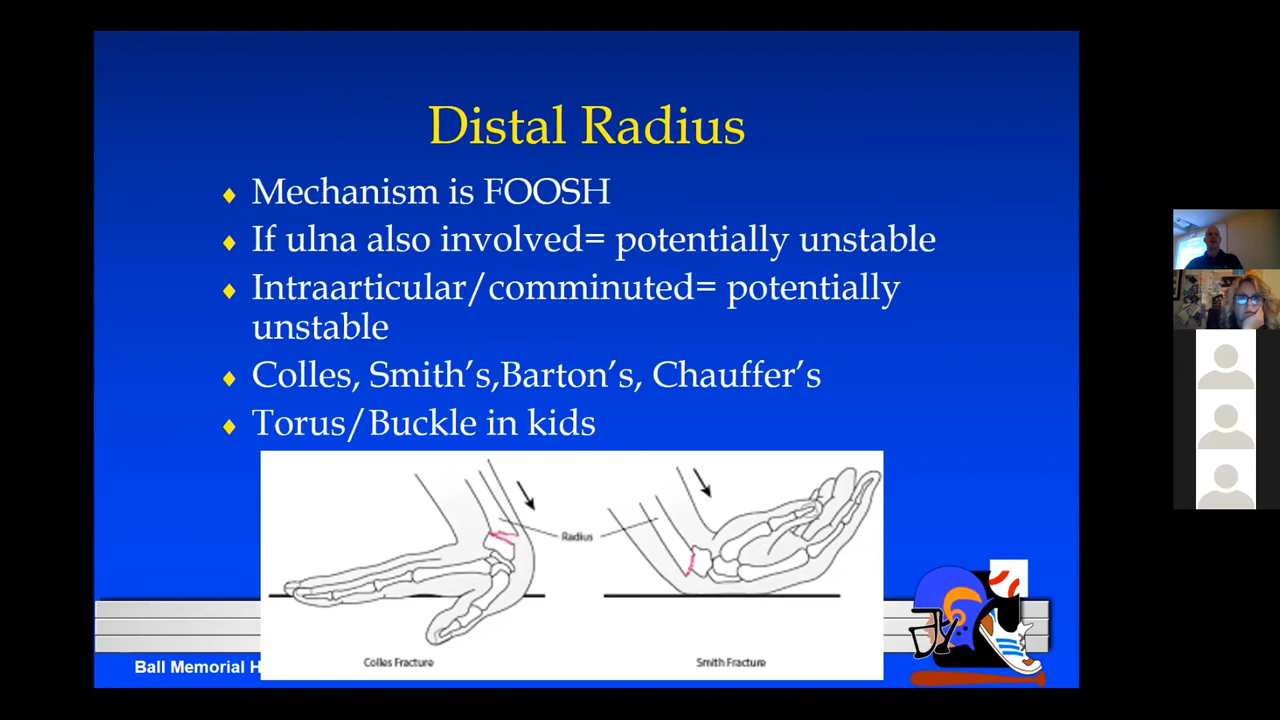 Distal Radius
Mechanism is FOOSH
If ulna also involved= potentially unstable
Intraarticular/comminuted= potentially
unstable
Colles, Smith’s,Barton’s, Chauffer’s
Torus/Buckle in kids
Radius
Colles Fracture
Smith Fracture
Ball Memorial H